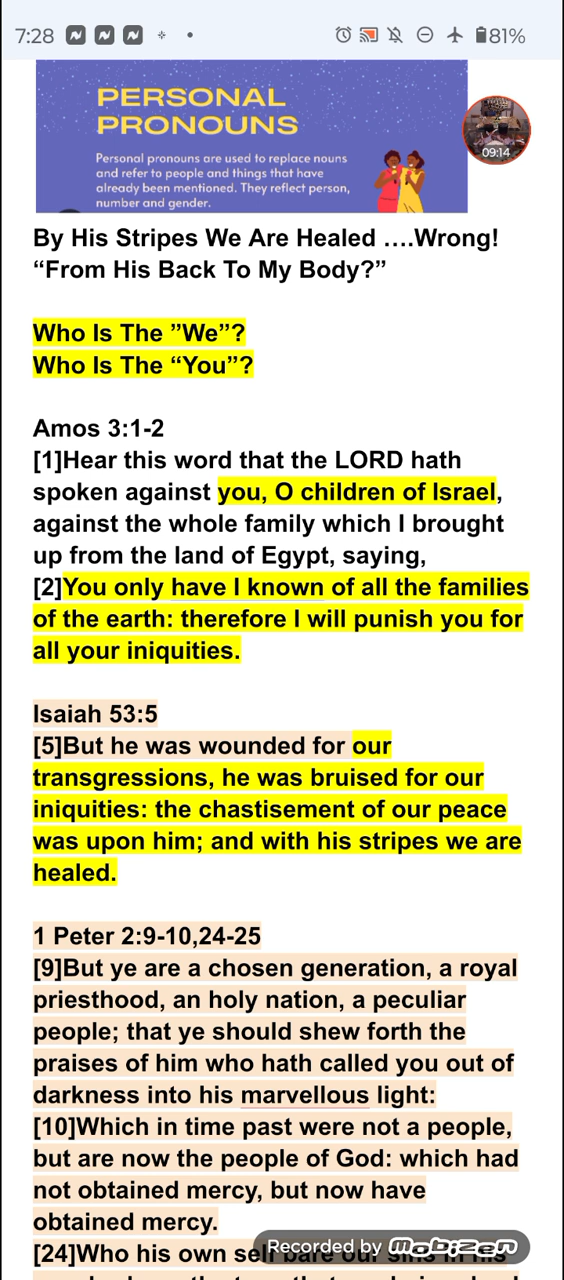 7:28
81%
PERSONAL
PRONOUNS
Personal pronouns are used to replace nouns
and refer to people and things that have
already been mentioned. They reflect person,
number and gender.
09:14
By His Stripes We Are Healed ....Wrong!
“From His Back To My Body?”
Who Is The ”We”?
Who Is The “You”?
Amos 3:1-2
[1]Hear this word that the LORD hath
spoken against you, O children of Israel,
against the whole family which I brought
up from the land of Egypt, saying,
[2]You only have I known of all the families
of the earth: therefore I will punish you for
all your iniquities.
Isaiah 53:5
[5]But he was wounded for our
transgressions, he was bruised for our
iniquities: the chastisement of our peace
was upon him; and with his stripes we are
healed.
1 Peter 2:9-10,24-25
[9]But ye are a chosen generation, a royal
priesthood, an holy nation, a peculiar
people; that ye should shew forth the
praises of him who hath called you out of
darkness into his marvellous light:
[10]Which in time past were not a people,
but are now the people of God: which had
not obtained mercy, but now have
obtained mercy.
[24]Who his own self bare our sins in his
Recorded by mobizen